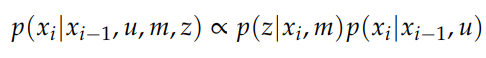 p(x_i|x_{i−1}, u, m, z) ∝ p(z|x_i, m)p(x_i|x_{i−1}, u)